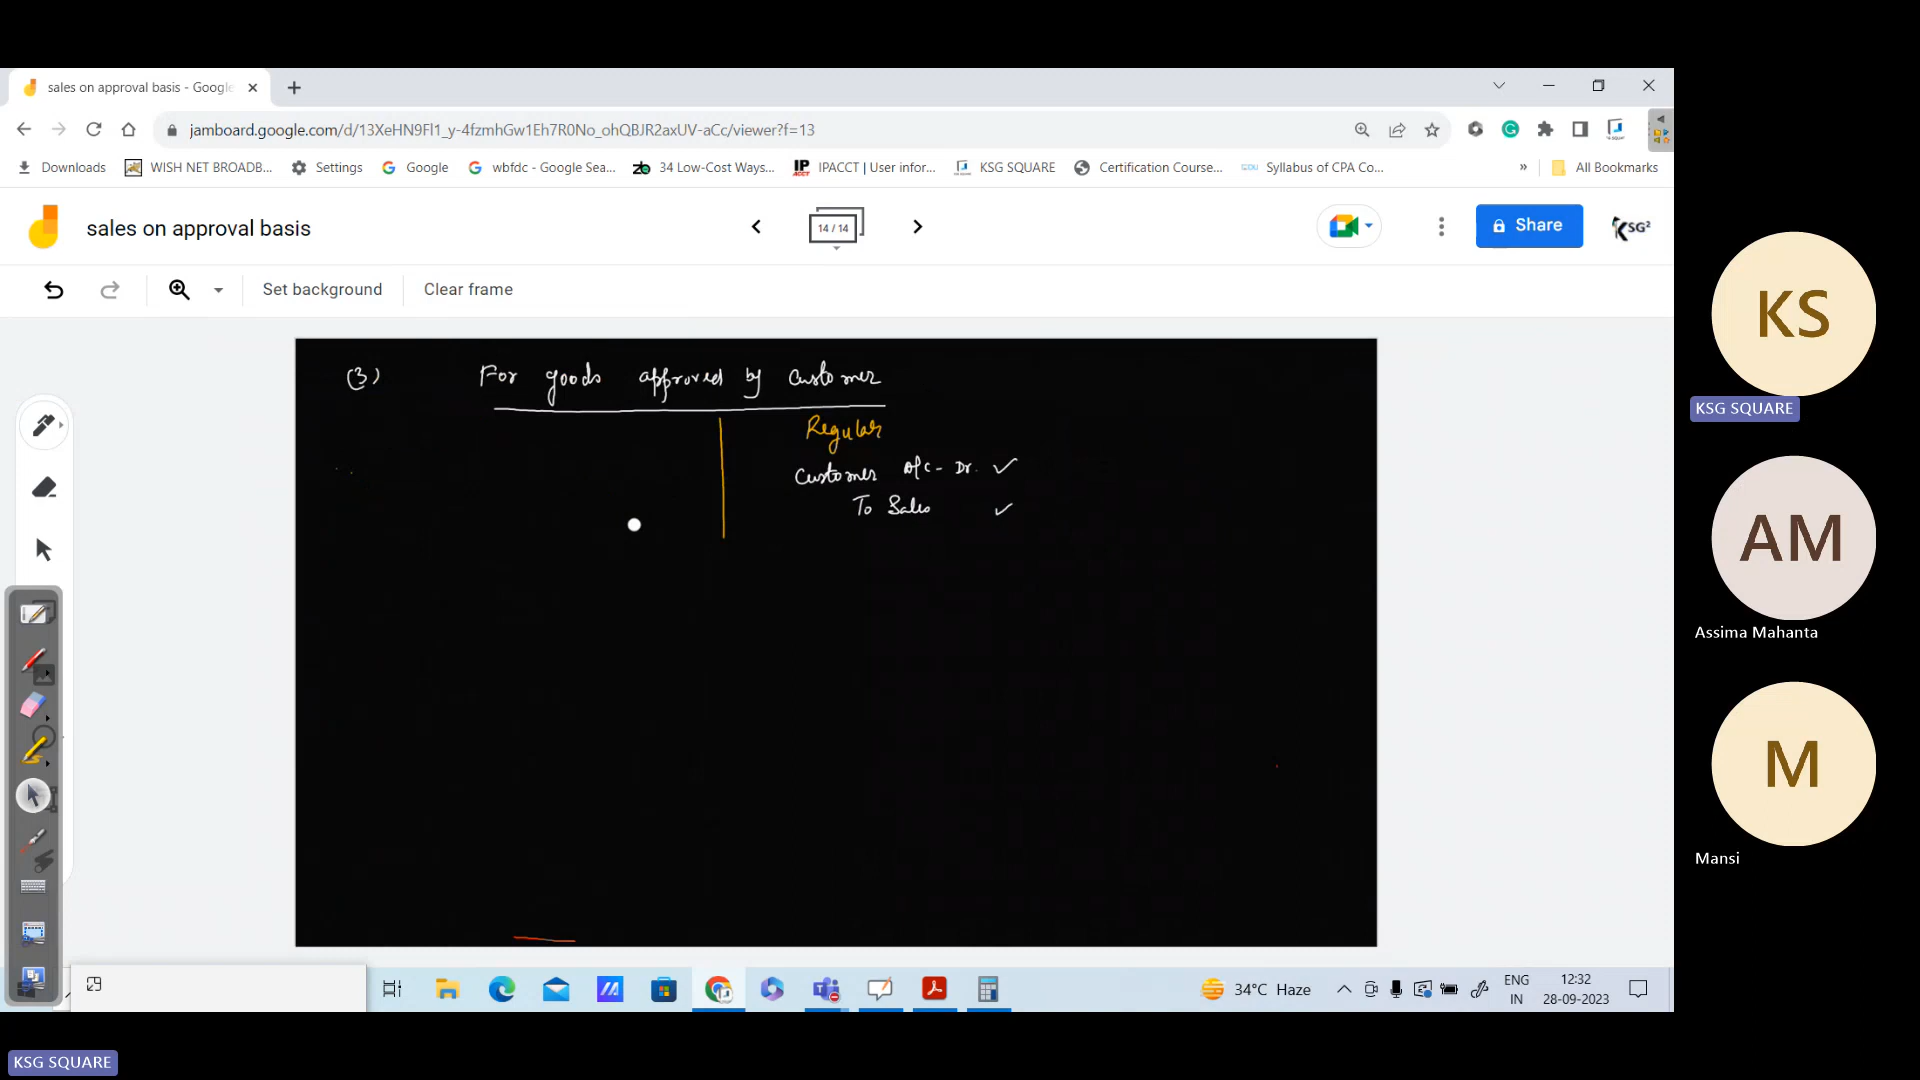 sales on approval basis - Google
jamboard.google.com/d/13XeHN9Fl1_y-4fzmhGw1Eh7R0No_ohQBJR2axUV-aCc/viewer?f=13
Downloads WISH NET BROADB... Settings Google wbfdc - Google Sea... 34 Low-Cost Ways... IPACCT | User infor... KSG SQUARE Certification Course... Syllabus of CPA Co... » All Bookmarks
sales on approval basis 14 / 14 Share KSG²
Set background Clear frame
(3) For goods approved by Customer
Regular
Customer A/c - Dr. ✓
To Sales ✓
KS
KSG SQUARE
AM
Assima Mahanta
M
Mansi
34°C Haze ENG IN 12:32 28-09-2023
KSG SQUARE